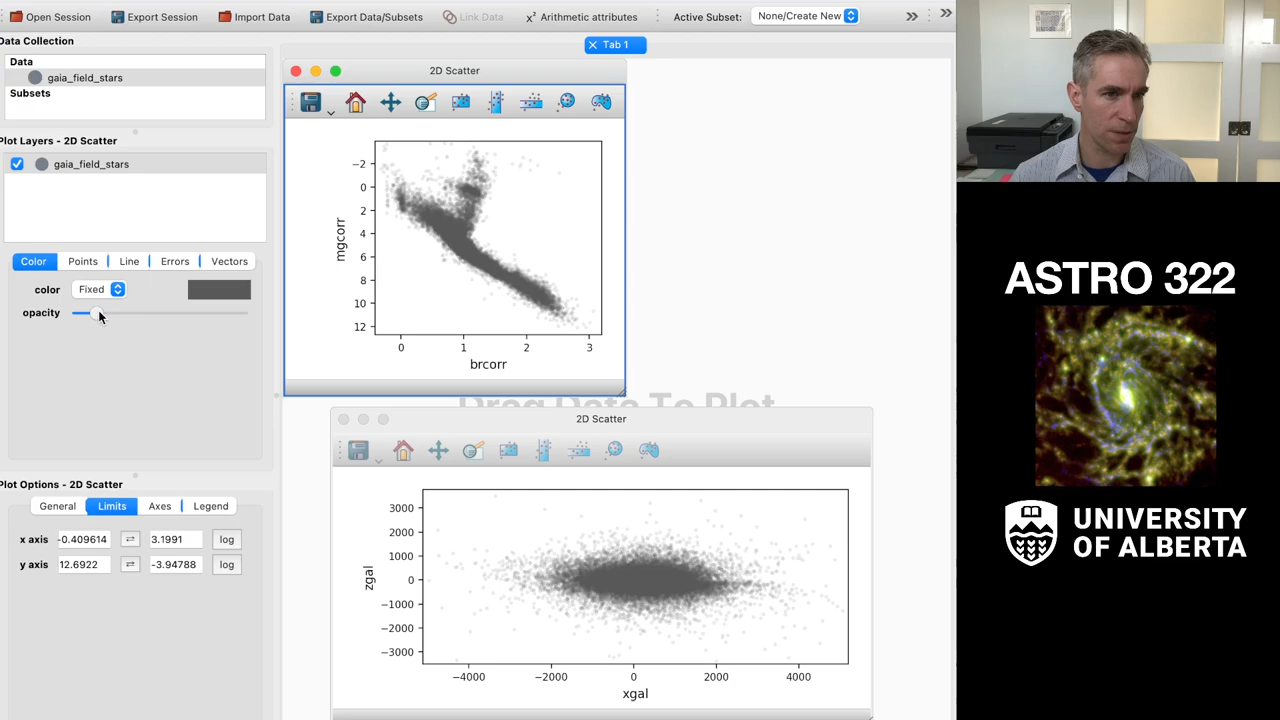 Open Session Export Session Import Data Export Data/Subsets Link Data x² Arithmetic attributes Active Subset: None/Create New » »
Data Collection
Data
gaia_field_stars
Subsets
Plot Layers - 2D Scatter
gaia_field_stars
Color Points Line Errors Vectors
color Fixed
opacity
Plot Options - 2D Scatter
General Limits Axes Legend
x axis -0.409614 3.1991 log
y axis 12.6922 -3.94788 log
Tab 1
2D Scatter
−2
0
2
4
6
8
10
12
mgcorr
0 1 2 3
brcorr
Drag Data To Plot
2D Scatter
3000
2000
1000
0
−1000
−2000
−3000
zgal
−4000 −2000 0 2000 4000
xgal
ASTRO 322
UNIVERSITY
OF ALBERTA